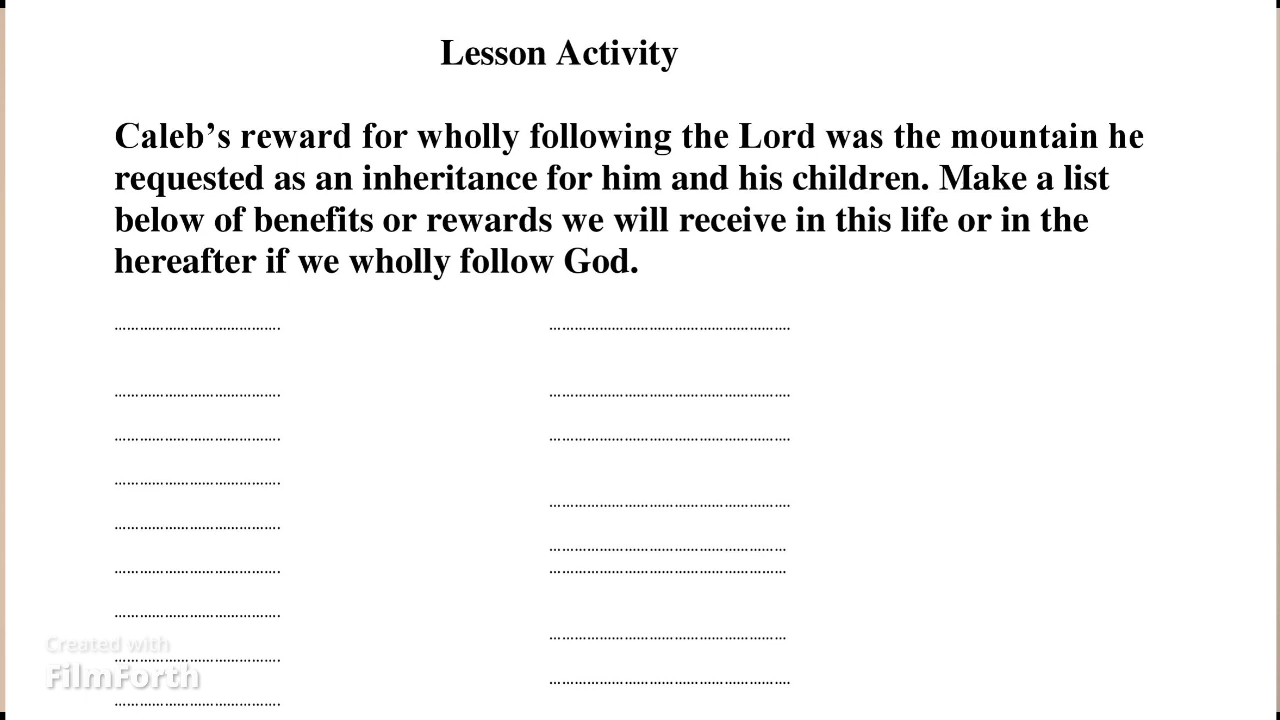 Lesson Activity
Caleb’s reward for wholly following the Lord was the mountain he
requested as an inheritance for him and his children. Make a list
below of benefits or rewards we will receive in this life or in the
hereafter if we wholly follow God.
Created with
FilmForth